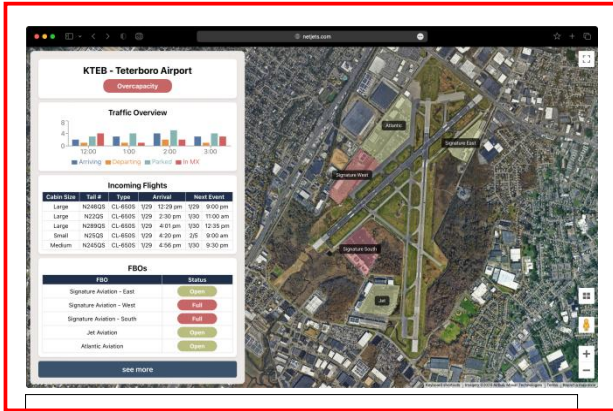 netjets.com
KTEB - Teterboro Airport
Overcapacity
Traffic Overview
8
4
0
12:00 1:00 2:00 3:00
Arriving Departing Parked In MX
Incoming Flights
Cabin Size Tail # Type Arrival Next Event
Large N246QS CL-650S 1/29 12:29 pm 1/29 9:00 pm
Large N22QS CL-650S 1/29 2:30 pm 1/30 11:00 am
Large N289QS CL-650S 1/29 4:01 pm 1/30 12:35 pm
Small N25QS CL-650S 1/29 4:20 pm 2/5 9:00 am
Medium N245QS CL-650S 1/29 4:56 pm 1/30 9:30 pm
FBOs
FBO Status
Signature Aviation - East Open
Signature Aviation - West Full
Signature Aviation - South Full
Jet Aviation Open
Atlantic Aviation Open
see more
Atlantic
Signature East
Signature West
Signature South
Jet